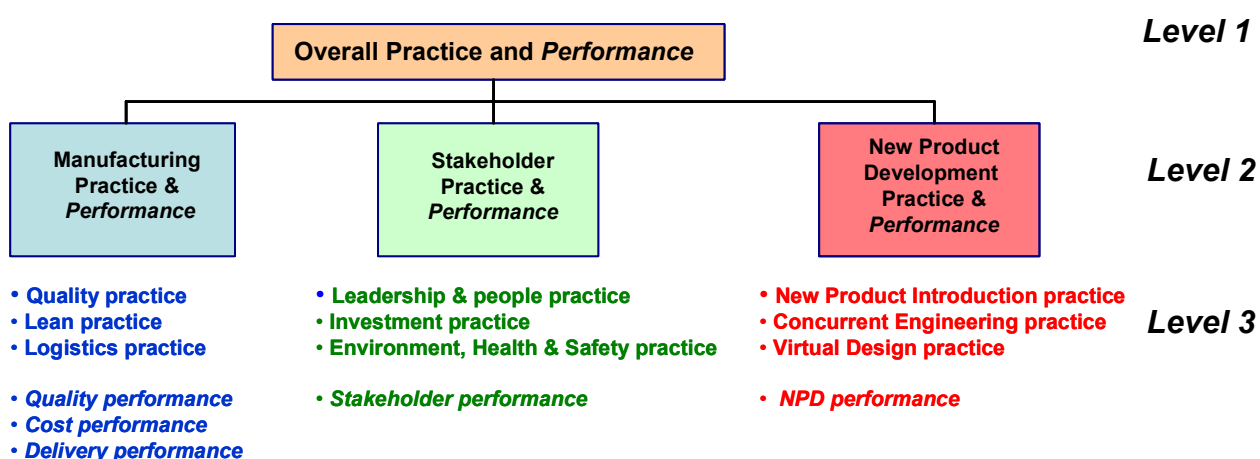 Level 1
Overall Practice and Performance
Manufacturing
Practice &
Performance
Stakeholder
Practice &
Performance
New Product
Development
Practice &
Performance
Level 2
• Quality practice
• Lean practice
• Logistics practice
• Quality performance
• Cost performance
• Delivery performance
• Leadership & people practice
• Investment practice
• Environment, Health & Safety practice
• Stakeholder performance
• New Product Introduction practice
• Concurrent Engineering practice
• Virtual Design practice
• NPD performance
Level 3